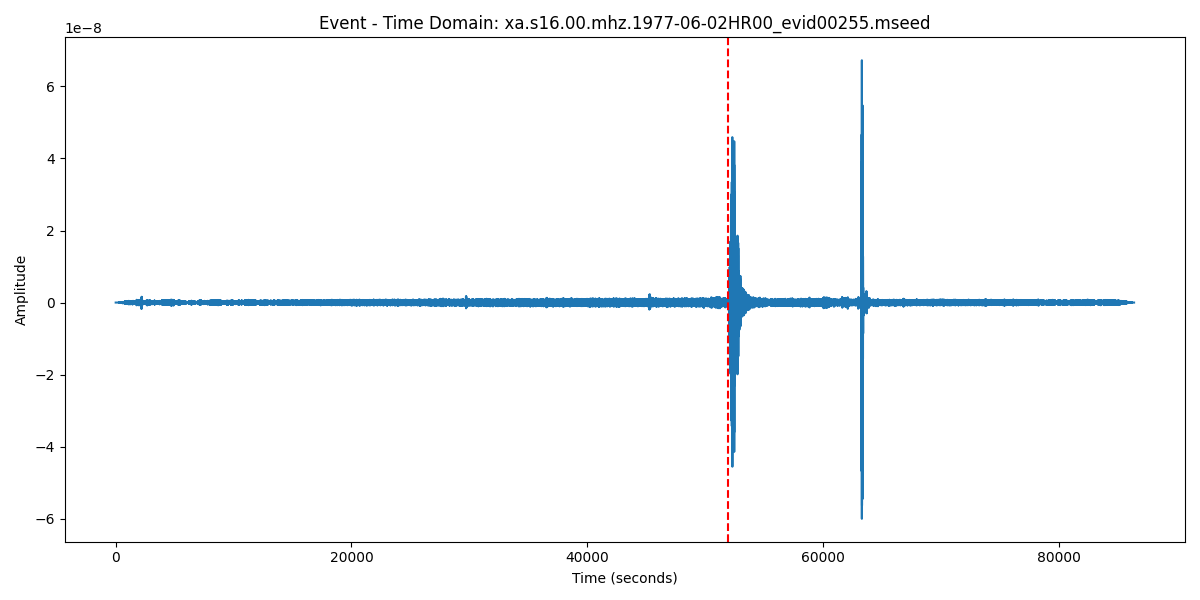 Event - Time Domain: xa.s16.00.mhz.1977-06-02HR00_evid00255.mseed
1e−8
6
4
2
0
−2
−4
−6
Amplitude
0 20000 40000 60000 80000
Time (seconds)